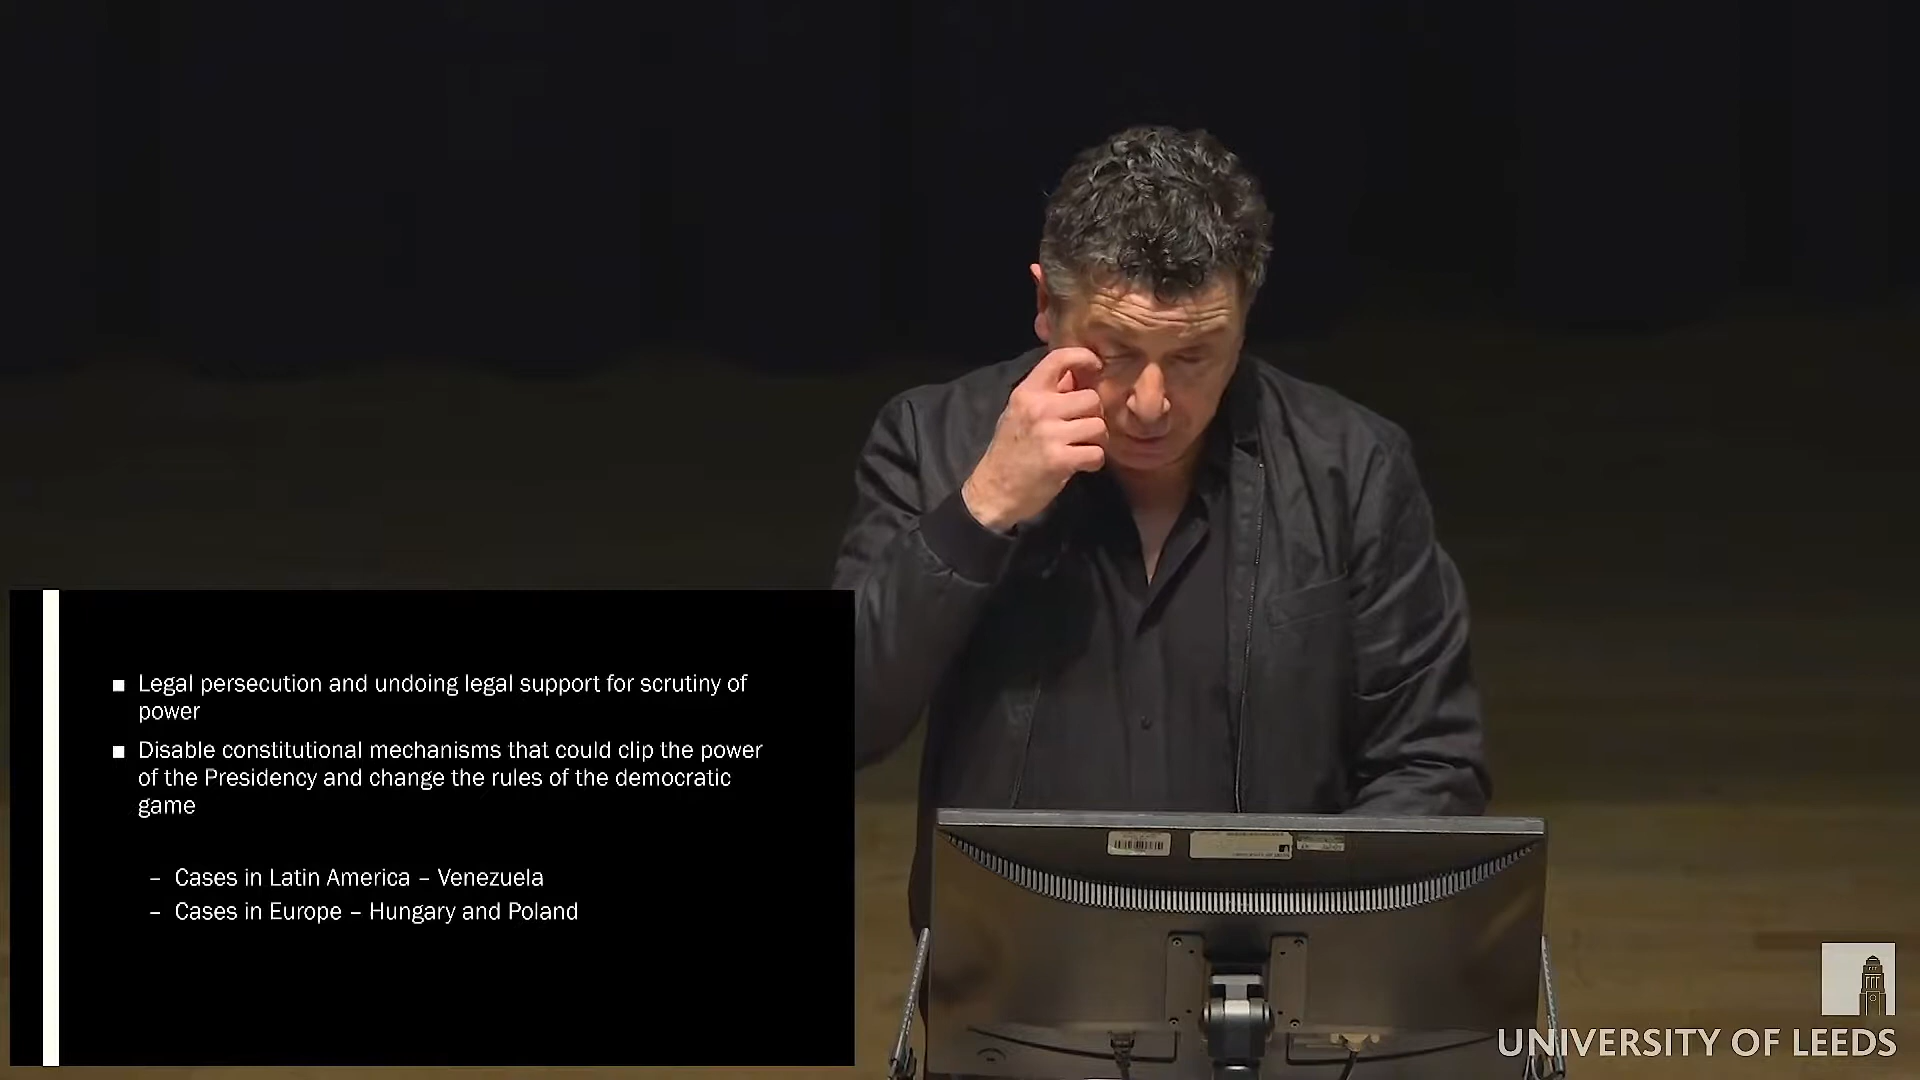 ■ Legal persecution and undoing legal support for scrutiny of
power
■ Disable constitutional mechanisms that could clip the power
of the Presidency and change the rules of the democratic
game
– Cases in Latin America – Venezuela
– Cases in Europe – Hungary and Poland
UNIVERSITY OF LEEDS